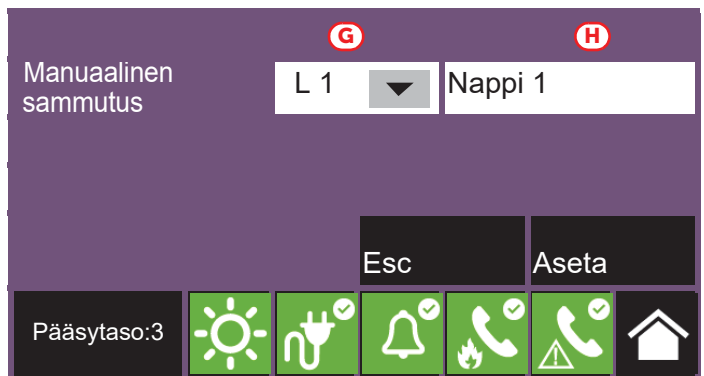 G H
Manuaalinen
sammutus
L 1 Nappi 1
Esc Aseta
Pääsytaso:3